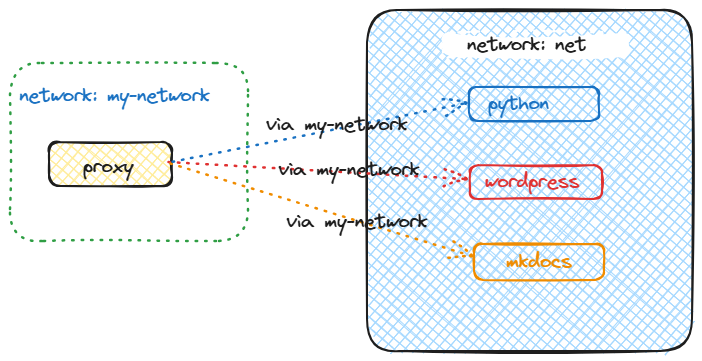 network: net
network: my-network
python
via my-network
proxy
via my-network
wordpress
via my-network
mkdocs